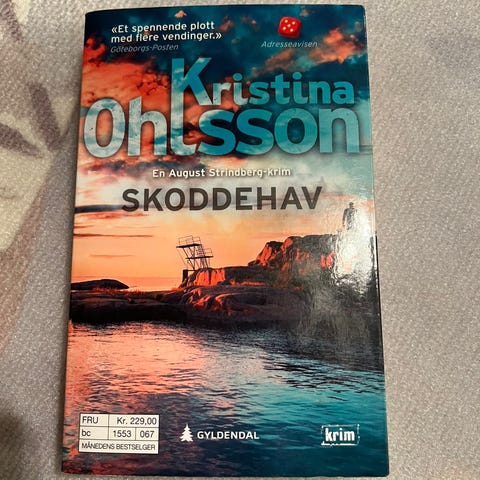 «Et spennende plott
med flere vendinger.»
Göteborgs-Posten
Adresseavisen
Kristina
Ohlsson
En August Strindberg-krim
SKODDEHAV
FRU Kr. 229,00
bc 1553 067
MÅNEDENS BESTSELGER
GYLDENDAL
krim